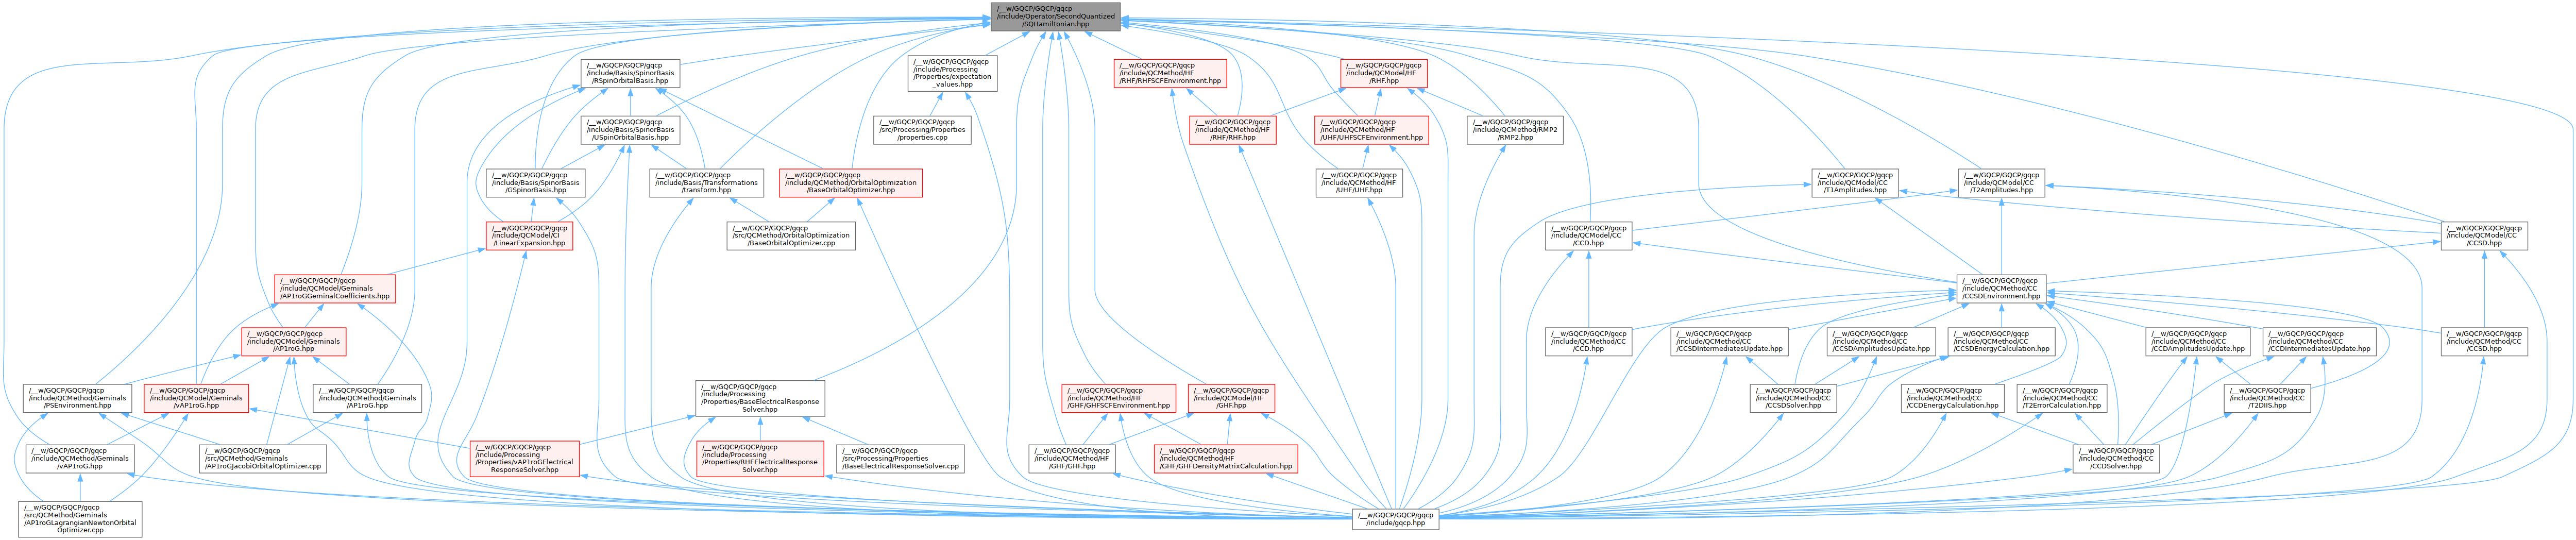 /__w/GQCP/GQCP/gqcp
/include/Operator/SecondQuantized
/SQHamiltonian.hpp
/__w/GQCP/GQCP/gqcp
/include/Basis/SpinorBasis
/RSpinOrbitalBasis.hpp
/__w/GQCP/GQCP/gqcp
/include/Processing
/Properties/expectation
_values.hpp
/__w/GQCP/GQCP/gqcp
/include/QCMethod/HF
/RHF/RHFSCFEnvironment.hpp
/__w/GQCP/GQCP/gqcp
/include/QCModel/HF
/RHF.hpp
/__w/GQCP/GQCP/gqcp
/include/Basis/SpinorBasis
/USpinOrbitalBasis.hpp
/__w/GQCP/GQCP/gqcp
/src/Processing/Properties
/properties.cpp
/__w/GQCP/GQCP/gqcp
/include/QCMethod/HF
/RHF/RHF.hpp
/__w/GQCP/GQCP/gqcp
/include/QCMethod/HF
/UHF/UHFSCFEnvironment.hpp
/__w/GQCP/GQCP/gqcp
/include/QCMethod/RMP2
/RMP2.hpp
/__w/GQCP/GQCP/gqcp
/include/Basis/SpinorBasis
/GSpinorBasis.hpp
/__w/GQCP/GQCP/gqcp
/include/Basis/Transformations
/transform.hpp
/__w/GQCP/GQCP/gqcp
/include/QCMethod/OrbitalOptimization
/BaseOrbitalOptimizer.hpp
/__w/GQCP/GQCP/gqcp
/include/QCMethod/HF
/UHF/UHF.hpp
/__w/GQCP/GQCP/gqcp
/include/QCModel/CC
/T1Amplitudes.hpp
/__w/GQCP/GQCP/gqcp
/include/QCModel/CC
/T2Amplitudes.hpp
/__w/GQCP/GQCP/gqcp
/include/QCModel/CI
/LinearExpansion.hpp
/__w/GQCP/GQCP/gqcp
/src/QCMethod/OrbitalOptimization
/BaseOrbitalOptimizer.cpp
/__w/GQCP/GQCP/gqcp
/include/QCModel/CC
/CCD.hpp
/__w/GQCP/GQCP/gqcp
/include/QCModel/CC
/CCSD.hpp
/__w/GQCP/GQCP/gqcp
/include/QCModel/Geminals
/AP1roGGeminalCoefficients.hpp
/__w/GQCP/GQCP/gqcp
/include/QCMethod/CC
/CCSDEnvironment.hpp
/__w/GQCP/GQCP/gqcp
/include/QCModel/Geminals
/AP1roG.hpp
/__w/GQCP/GQCP/gqcp
/include/QCMethod/CC
/CCD.hpp
/__w/GQCP/GQCP/gqcp
/include/QCMethod/CC
/CCSDIntermediatesUpdate.hpp
/__w/GQCP/GQCP/gqcp
/include/QCMethod/CC
/CCSDAmplitudesUpdate.hpp
/__w/GQCP/GQCP/gqcp
/include/QCMethod/CC
/CCSDEnergyCalculation.hpp
/__w/GQCP/GQCP/gqcp
/include/QCMethod/CC
/CCDAmplitudesUpdate.hpp
/__w/GQCP/GQCP/gqcp
/include/QCMethod/CC
/CCDIntermediatesUpdate.hpp
/__w/GQCP/GQCP/gqcp
/include/QCMethod/CC
/CCSD.hpp
/__w/GQCP/GQCP/gqcp
/include/QCMethod/Geminals
/PSEnvironment.hpp
/__w/GQCP/GQCP/gqcp
/include/QCModel/Geminals
/vAP1roG.hpp
/__w/GQCP/GQCP/gqcp
/include/QCMethod/Geminals
/AP1roG.hpp
/__w/GQCP/GQCP/gqcp
/include/Processing
/Properties/BaseElectricalResponse
Solver.hpp
/__w/GQCP/GQCP/gqcp
/include/QCMethod/HF
/GHF/GHFSCFEnvironment.hpp
/__w/GQCP/GQCP/gqcp
/include/QCModel/HF
/GHF.hpp
/__w/GQCP/GQCP/gqcp
/include/QCMethod/CC
/CCSDSolver.hpp
/__w/GQCP/GQCP/gqcp
/include/QCMethod/CC
/CCDEnergyCalculation.hpp
/__w/GQCP/GQCP/gqcp
/include/QCMethod/CC
/T2ErrorCalculation.hpp
/__w/GQCP/GQCP/gqcp
/include/QCMethod/CC
/T2DIIS.hpp
/__w/GQCP/GQCP/gqcp
/include/QCMethod/Geminals
/vAP1roG.hpp
/__w/GQCP/GQCP/gqcp
/src/QCMethod/Geminals
/AP1roGJacobiOrbitalOptimizer.cpp
/__w/GQCP/GQCP/gqcp
/include/Processing
/Properties/vAP1roGElectrical
ResponseSolver.hpp
/__w/GQCP/GQCP/gqcp
/include/Processing
/Properties/RHFElectricalResponse
Solver.hpp
/__w/GQCP/GQCP/gqcp
/src/Processing/Properties
/BaseElectricalResponseSolver.cpp
/__w/GQCP/GQCP/gqcp
/include/QCMethod/HF
/GHF/GHF.hpp
/__w/GQCP/GQCP/gqcp
/include/QCMethod/HF
/GHF/GHFDensityMatrixCalculation.hpp
/__w/GQCP/GQCP/gqcp
/include/QCMethod/CC
/CCDSolver.hpp
/__w/GQCP/GQCP/gqcp
/src/QCMethod/Geminals
/AP1roGLagrangianNewtonOrbital
Optimizer.cpp
/__w/GQCP/GQCP/gqcp
/include/gqcp.hpp